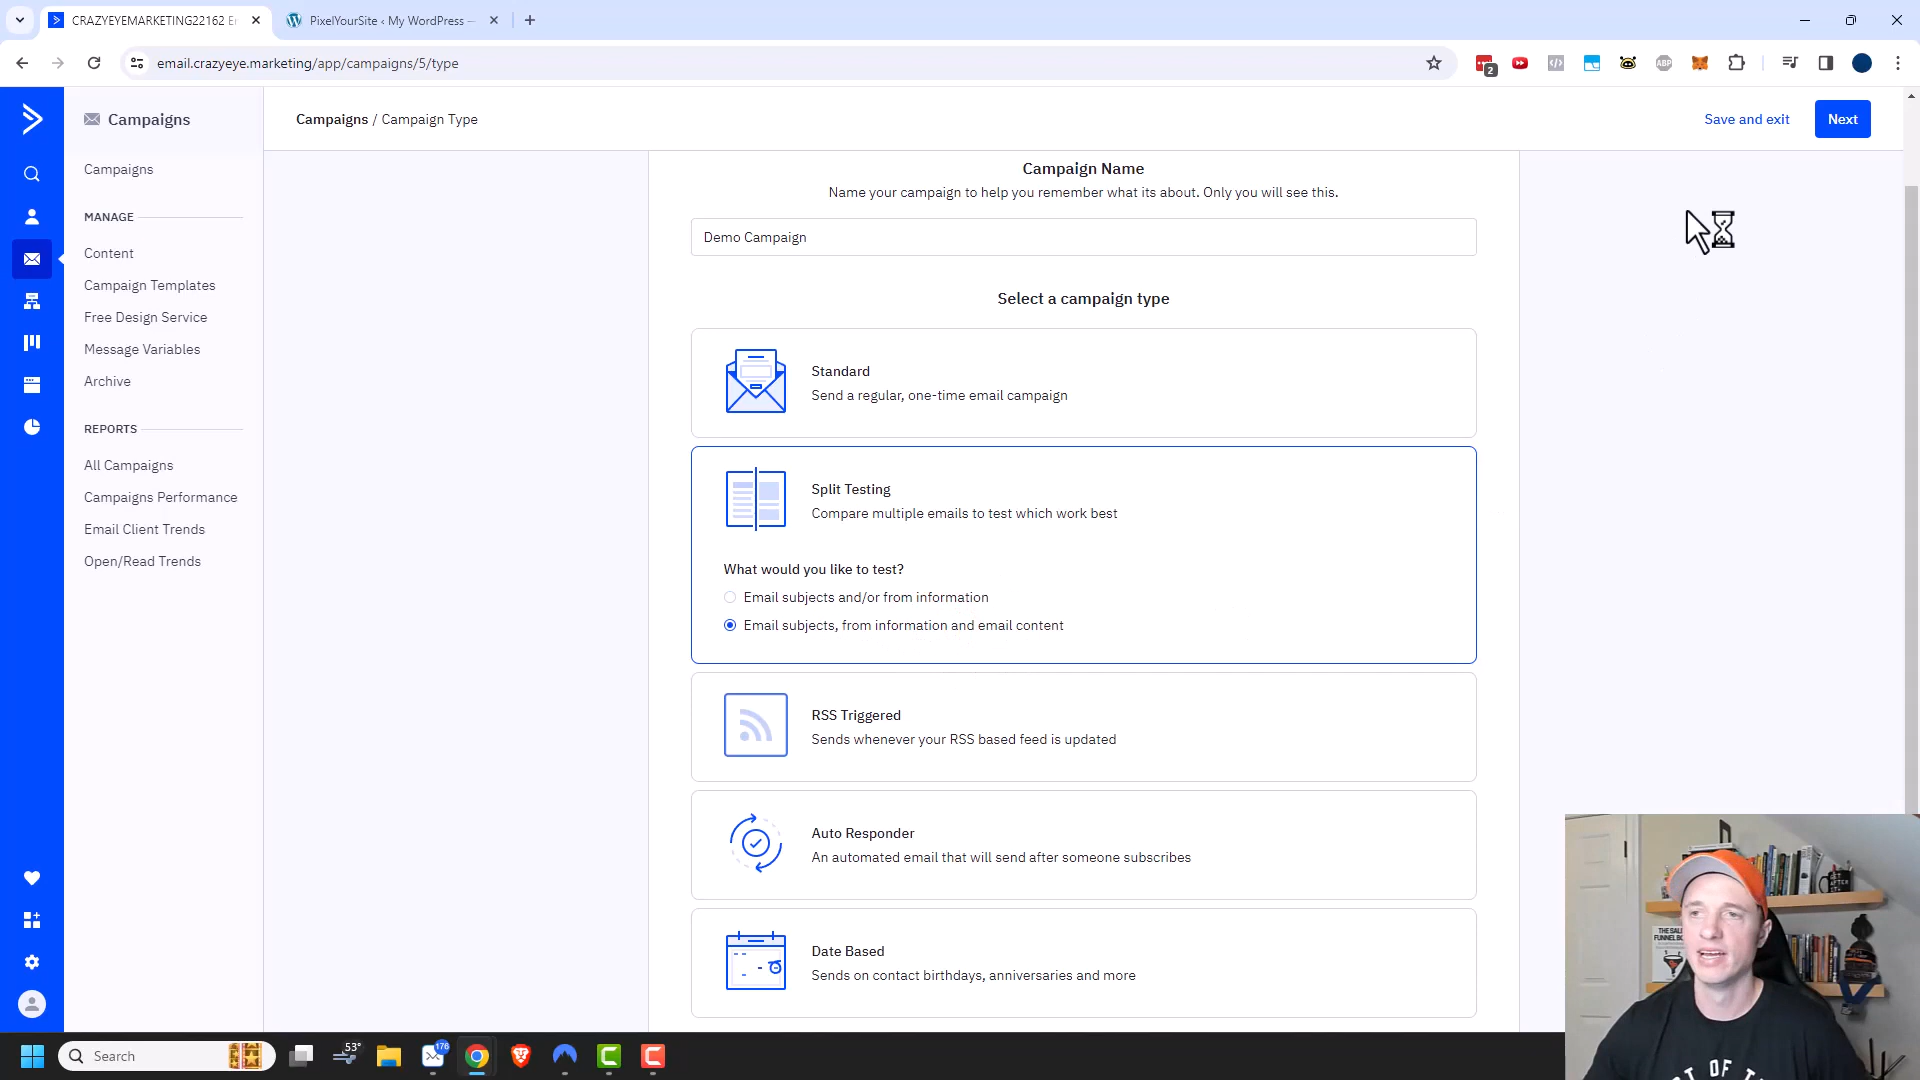 CRAZYEYEMARKETING22162 E
PixelYourSite ‹ My WordPress —
email.crazyeye.marketing/app/campaigns/5/type
2
ABP
Campaigns
Campaigns / Campaign Type
Save and exit
Next
Campaigns
MANAGE
Content
Campaign Templates
Free Design Service
Message Variables
Archive
REPORTS
All Campaigns
Campaigns Performance
Email Client Trends
Open/Read Trends
Campaign Name
Name your campaign to help you remember what its about. Only you will see this.
Demo Campaign
Select a campaign type
Standard
Send a regular, one-time email campaign
Split Testing
Compare multiple emails to test which work best
What would you like to test?
Email subjects and/or from information
Email subjects, from information and email content
RSS Triggered
Sends whenever your RSS based feed is updated
Auto Responder
An automated email that will send after someone subscribes
Date Based
Sends on contact birthdays, anniversaries and more
Search
53°
176